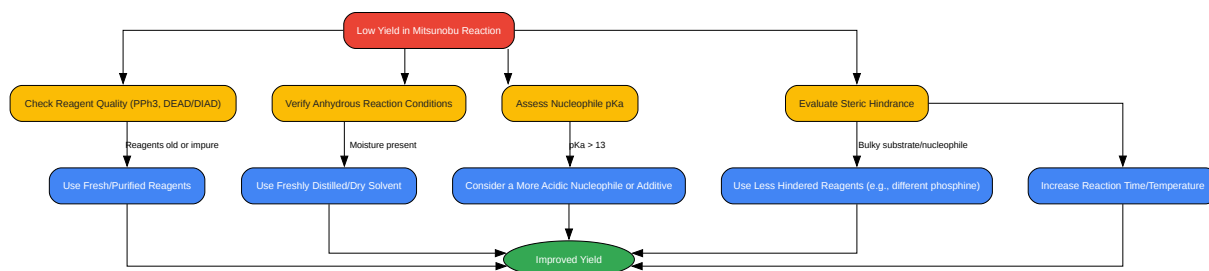 Low Yield in Mitsunobu Reaction
Check Reagent Quality (PPh3, DEAD/DIAD)
Verify Anhydrous Reaction Conditions
Assess Nucleophile pKa
Evaluate Steric Hindrance
Reagents old or impure
Moisture present
pKa > 13
Bulky substrate/nucleophile
Use Fresh/Purified Reagents
Use Freshly Distilled/Dry Solvent
Consider a More Acidic Nucleophile or Additive
Use Less Hindered Reagents (e.g., different phosphine)
Increase Reaction Time/Temperature
Improved Yield